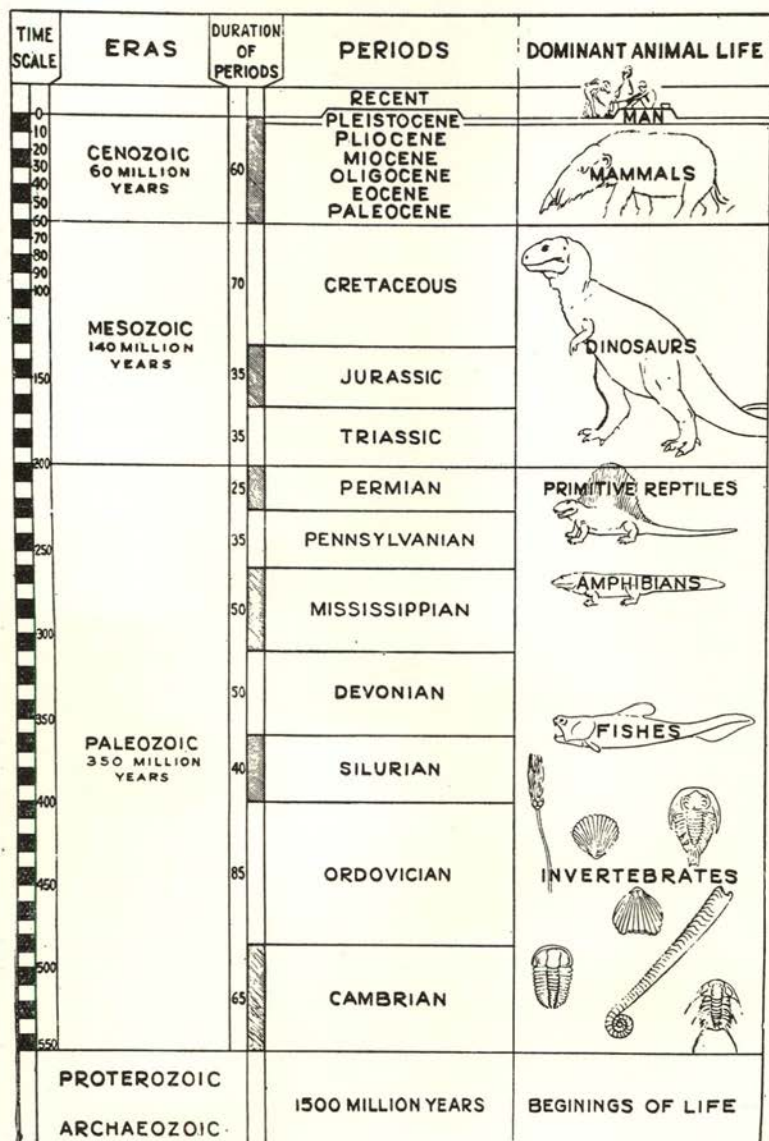 TIME
SCALE
ERAS
DURATION
OF
PERIODS
PERIODS
DOMINANT ANIMAL LIFE
RECENT
MAN
0
10
20
30
40
50
60
CENOZOIC
60 MILLION
YEARS
60
PLEISTOCENE
PLIOCENE
MIOCENE
OLIGOCENE
EOCENE
PALEOCENE
MAMMALS
70
80
90
100
150
200
MESOZOIC
140 MILLION
YEARS
70
CRETACEOUS
DINOSAURS
35
JURASSIC
35
TRIASSIC
25
PERMIAN
PRIMITIVE REPTILES
35
PENNSYLVANIAN
AMPHIBIANS
250
300
350
400
450
500
550
PALEOZOIC
350 MILLION
YEARS
50
MISSISSIPPIAN
50
DEVONIAN
FISHES
40
SILURIAN
85
ORDOVICIAN
INVERTEBRATES
65
CAMBRIAN
PROTEROZOIC
ARCHAEOZOIC
1500 MILLION YEARS
BEGININGS OF LIFE